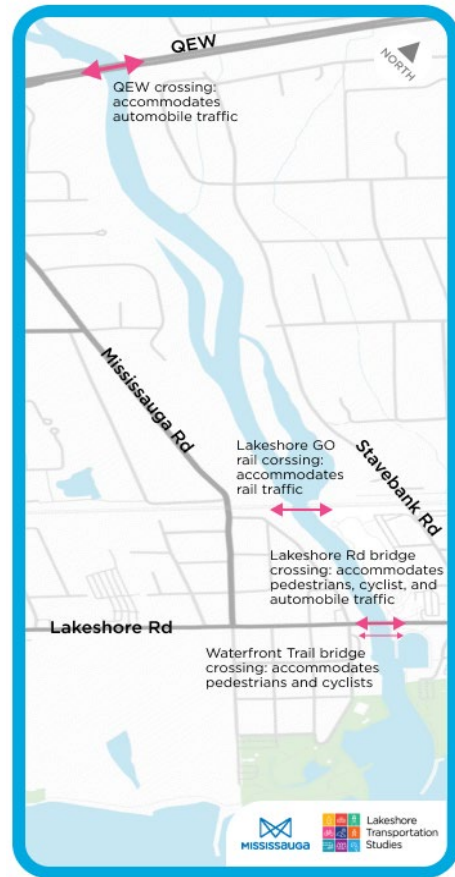 QEW
NORTH
QEW crossing:
accommodates
automobile traffic
Mississauga Rd
Lakeshore GO
rail corssing:
accommodates
rail traffic
Stavebank Rd
Lakeshore Rd bridge
crossing: accommodates
pedestrians, cyclist, and
automobile traffic
Lakeshore Rd
Waterfront Trail bridge
crossing: accommodates
pedestrians and cyclists
MISSISSAUGA
Lakeshore
Transportation
Studies